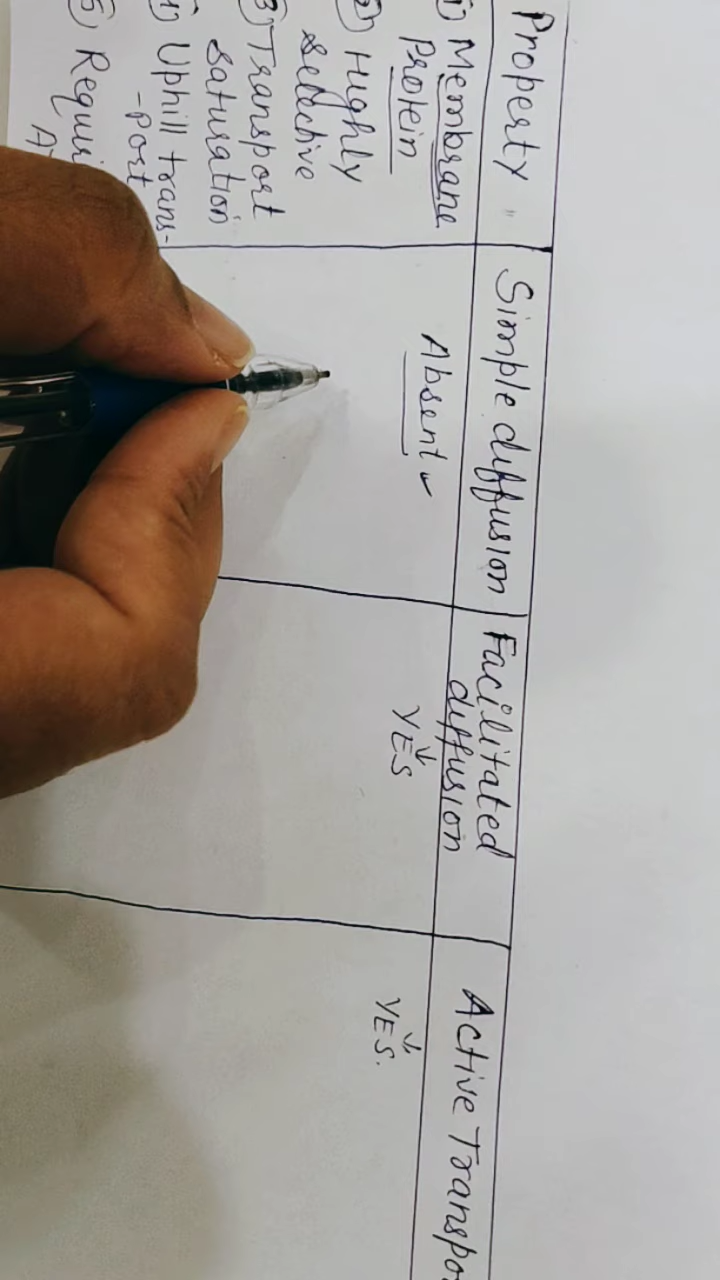 Property
Simple diffusion
Facilitated
diffusion
Active Transpo
1) Membrane
Protein
Absent
YES
YES.
2) Highly
selective
3) Transport
saturation
4) Uphill trans-
-port
5) Requi
A